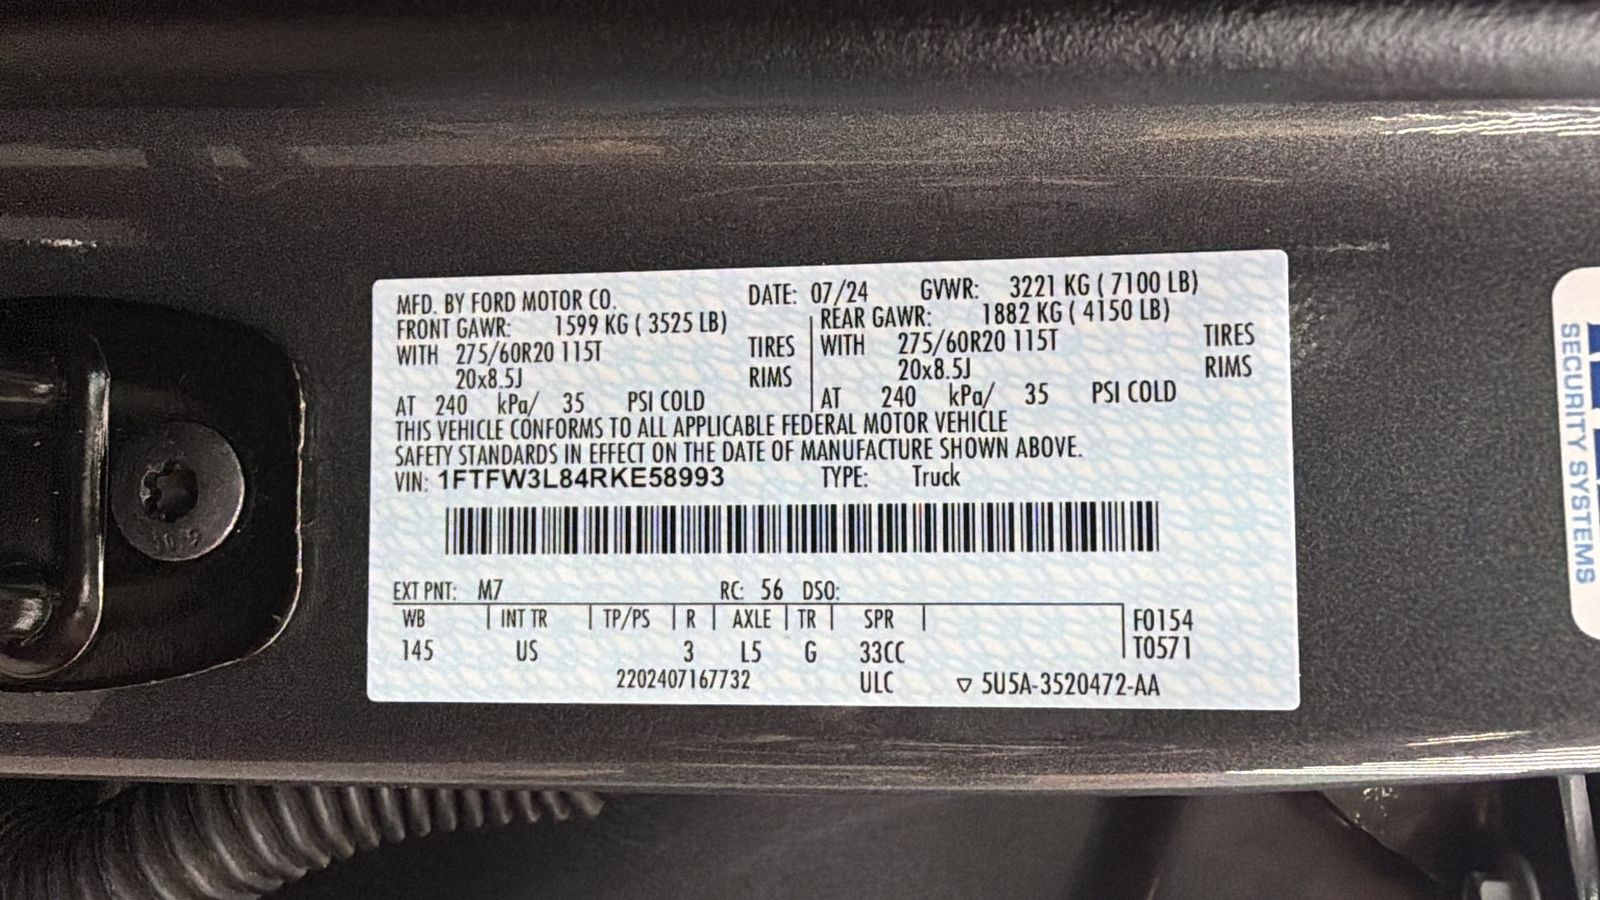 MFD. BY FORD MOTOR CO. DATE: 07/24 GVWR: 3221 KG ( 7100 LB)
FRONT GAWR: 1599 KG ( 3525 LB) REAR GAWR: 1882 KG ( 4150 LB)
WITH 275/60R20 115T TIRES WITH 275/60R20 115T TIRES
20x8.5J RIMS 20x8.5J RIMS
AT 240 kPa/ 35 PSI COLD AT 240 kPa/ 35 PSI COLD
THIS VEHICLE CONFORMS TO ALL APPLICABLE FEDERAL MOTOR VEHICLE
SAFETY STANDARDS IN EFFECT ON THE DATE OF MANUFACTURE SHOWN ABOVE.
VIN: 1FTFW3L84RKE58993 TYPE: Truck
EXT PNT: M7 RC: 56 DSO:
WB INT TR TP/PS R AXLE TR SPR F0154
145 US 3 L5 G 33CC T0571
2202407167732 ULC ▽ 5U5A-3520472-AA
SECURITY SYSTEMS